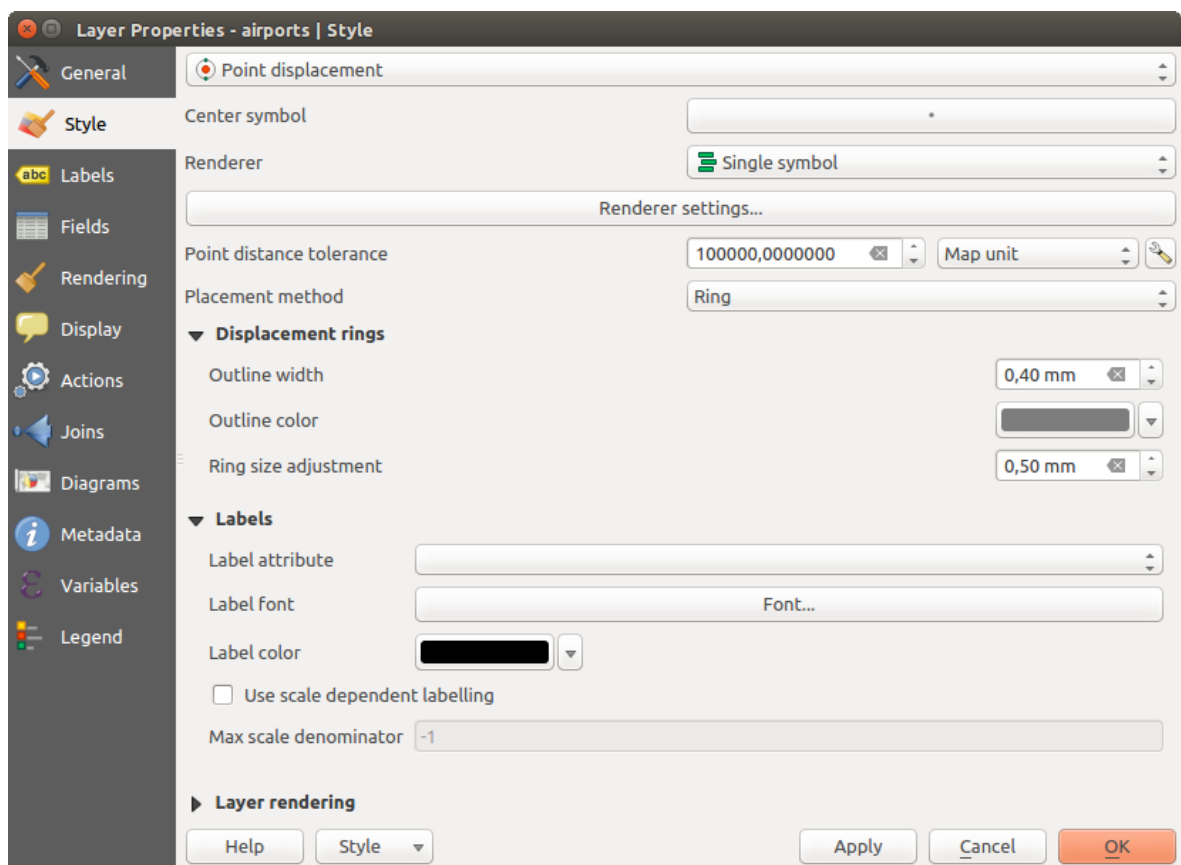 Layer Properties - airports | Style
General
Style
abc Labels
Fields
Rendering
Display
Actions
Joins
Diagrams
Metadata
Variables
Legend
Point displacement
Center symbol
Renderer Single symbol
Renderer settings...
Point distance tolerance 100000,0000000 Map unit
Placement method Ring
Displacement rings
Outline width 0,40 mm
Outline color
Ring size adjustment 0,50 mm
Labels
Label attribute
Label font Font...
Label color
Use scale dependent labelling
Max scale denominator -1
Layer rendering
Help Style Apply Cancel OK